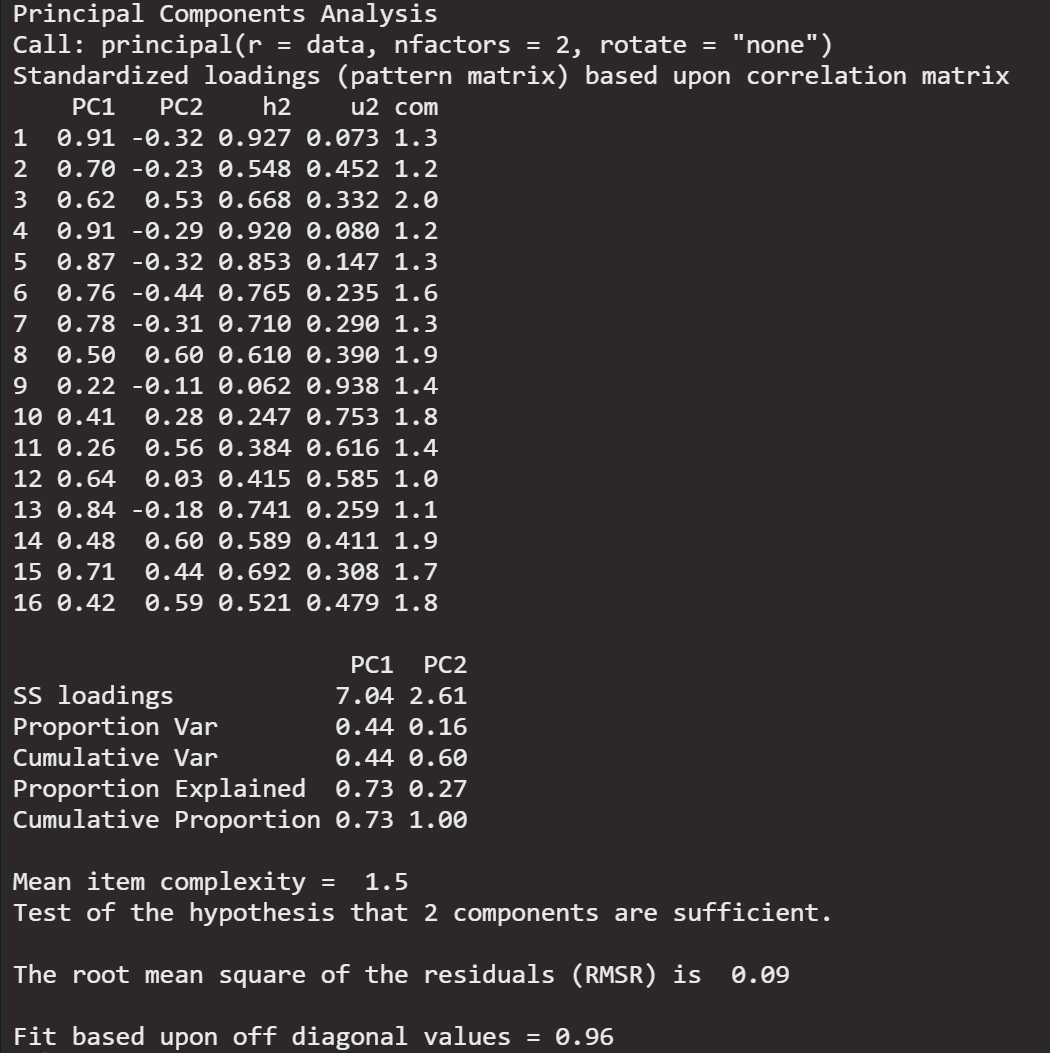 Principal Components Analysis
Call: principal(r = data, nfactors = 2, rotate = "none")
Standardized loadings (pattern matrix) based upon correlation matrix
    PC1   PC2    h2    u2 com
1  0.91 -0.32 0.927 0.073 1.3
2  0.70 -0.23 0.548 0.452 1.2
3  0.62  0.53 0.668 0.332 2.0
4  0.91 -0.29 0.920 0.080 1.2
5  0.87 -0.32 0.853 0.147 1.3
6  0.76 -0.44 0.765 0.235 1.6
7  0.78 -0.31 0.710 0.290 1.3
8  0.50  0.60 0.610 0.390 1.9
9  0.22 -0.11 0.062 0.938 1.4
10 0.41  0.28 0.247 0.753 1.8
11 0.26  0.56 0.384 0.616 1.4
12 0.64  0.03 0.415 0.585 1.0
13 0.84 -0.18 0.741 0.259 1.1
14 0.48  0.60 0.589 0.411 1.9
15 0.71  0.44 0.692 0.308 1.7
16 0.42  0.59 0.521 0.479 1.8

                       PC1  PC2
SS loadings           7.04 2.61
Proportion Var        0.44 0.16
Cumulative Var        0.44 0.60
Proportion Explained  0.73 0.27
Cumulative Proportion 0.73 1.00

Mean item complexity =  1.5
Test of the hypothesis that 2 components are sufficient.

The root mean square of the residuals (RMSR) is  0.09

Fit based upon off diagonal values = 0.96